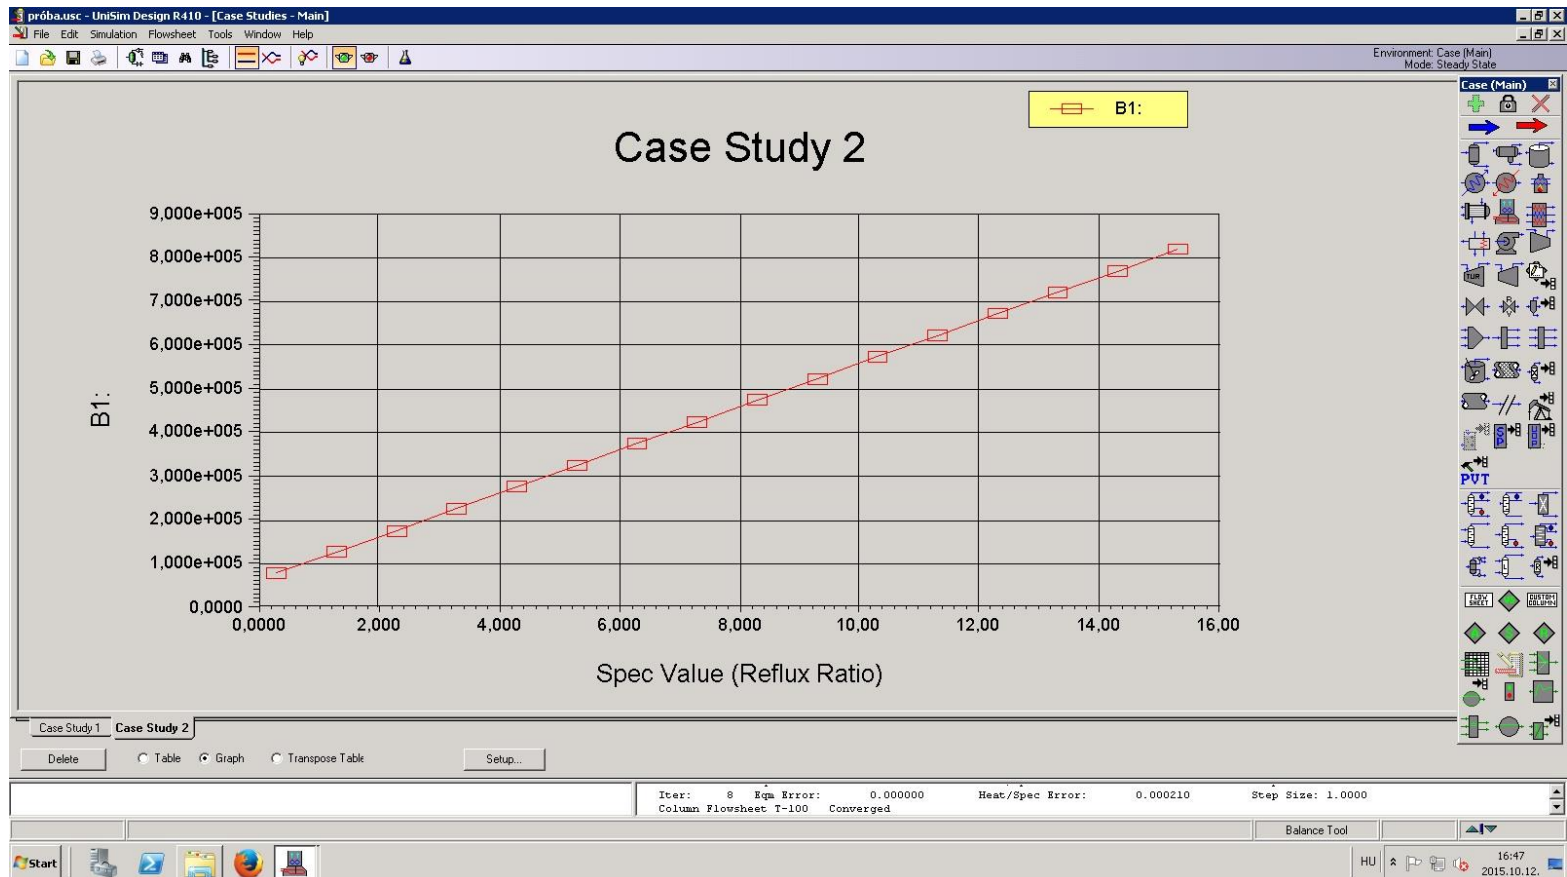 próba.usc - UniSim Design R410 - [Case Studies - Main]
File Edit Simulation Flowsheet Tools Window Help
Environment: Case (Main)
Mode: Steady State
Case (Main)
B1:
Case Study 2
9,000e+005
8,000e+005
7,000e+005
6,000e+005
5,000e+005
4,000e+005
3,000e+005
2,000e+005
1,000e+005
0,0000
B1:
0,0000 2,000 4,000 6,000 8,000 10,00 12,00 14,00 16,00
Spec Value (Reflux Ratio)
TUR
PVT
FLOW SHEET
CUSTOM COLUMN
Case Study 1 Case Study 2
Delete Table Graph Transpose Table Setup...
Iter: 8 Eqm Error: 0.000000 Heat/Spec Error: 0.000210 Step Size: 1.0000
Column Flowsheet T-100 Converged
Balance Tool
Start HU 16:47
2015.10.12.